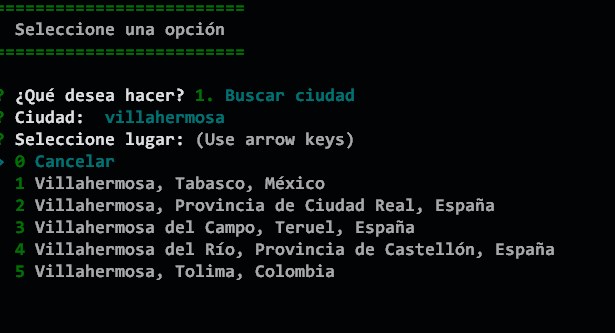 =========================
Seleccione una opción
=========================
? ¿Qué desea hacer? 1. Buscar ciudad
? Ciudad: villahermosa
? Seleccione lugar: (Use arrow keys)
> 0 Cancelar
1 Villahermosa, Tabasco, México
2 Villahermosa, Provincia de Ciudad Real, España
3 Villahermosa del Campo, Teruel, España
4 Villahermosa del Río, Provincia de Castellón, España
5 Villahermosa, Tolima, Colombia